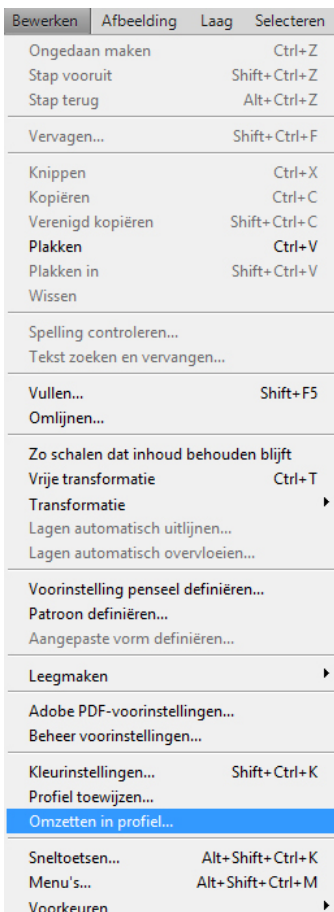 Bewerken Afbeelding Laag Selecteren
Ongedaan maken Ctrl+Z
Stap vooruit Shift+Ctrl+Z
Stap terug Alt+Ctrl+Z
Vervagen... Shift+Ctrl+F
Knippen Ctrl+X
Kopiëren Ctrl+C
Verenigd kopiëren Shift+Ctrl+C
Plakken Ctrl+V
Plakken in Shift+Ctrl+V
Wissen
Spelling controleren...
Tekst zoeken en vervangen...
Vullen... Shift+F5
Omlijnen...
Zo schalen dat inhoud behouden blijft
Vrije transformatie Ctrl+T
Transformatie
Lagen automatisch uitlijnen...
Lagen automatisch overvloeien...
Voorinstelling penseel definiëren...
Patroon definiëren...
Aangepaste vorm definiëren...
Leegmaken
Adobe PDF-voorinstellingen...
Beheer voorinstellingen...
Kleurinstellingen... Shift+Ctrl+K
Profiel toewijzen...
Omzetten in profiel...
Sneltoetsen... Alt+Shift+Ctrl+K
Menu's... Alt+Shift+Ctrl+M
Voorkeuren